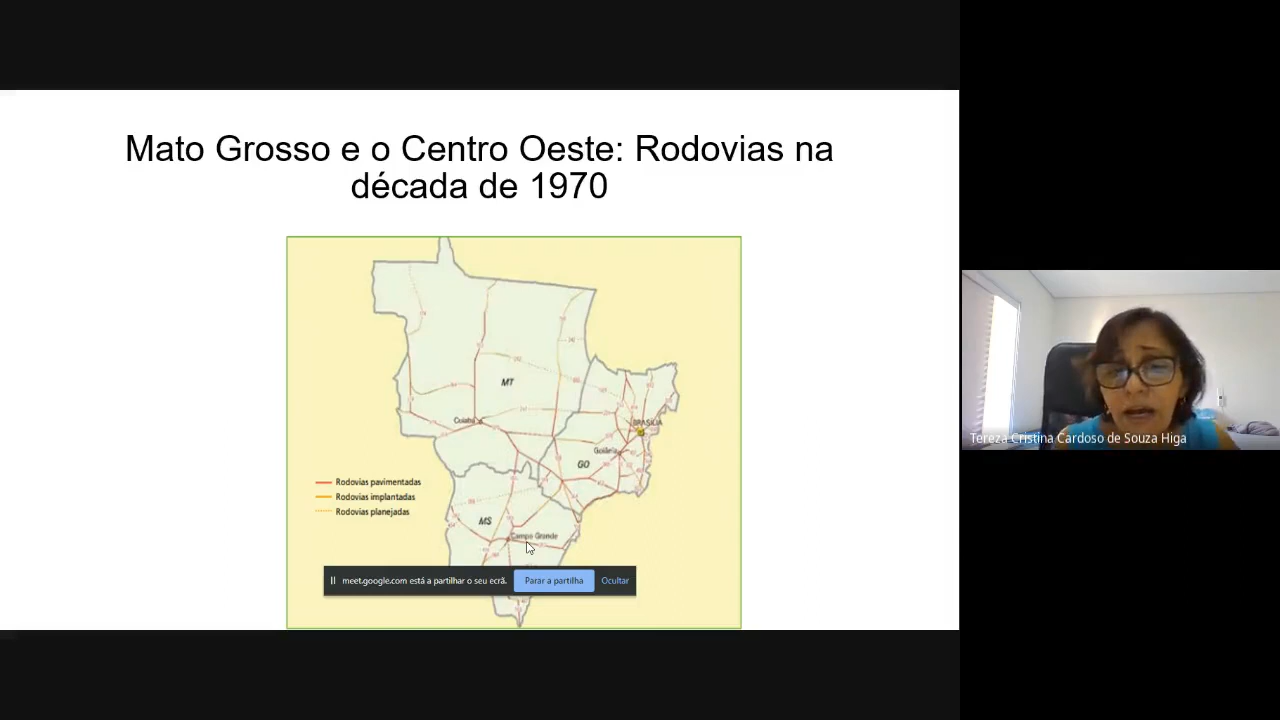 Mato Grosso e o Centro Oeste: Rodovias na
década de 1970
MT
Cuiabá
BRASÍLIA
Goiânia
GO
Rodovias pavimentadas
Rodovias implantadas
Rodovias planejadas
MS
Campo Grande
meet.google.com está a partilhar o seu ecrã.
Parar a partilha
Ocultar
Tereza Cristina Cardoso de Souza Higa